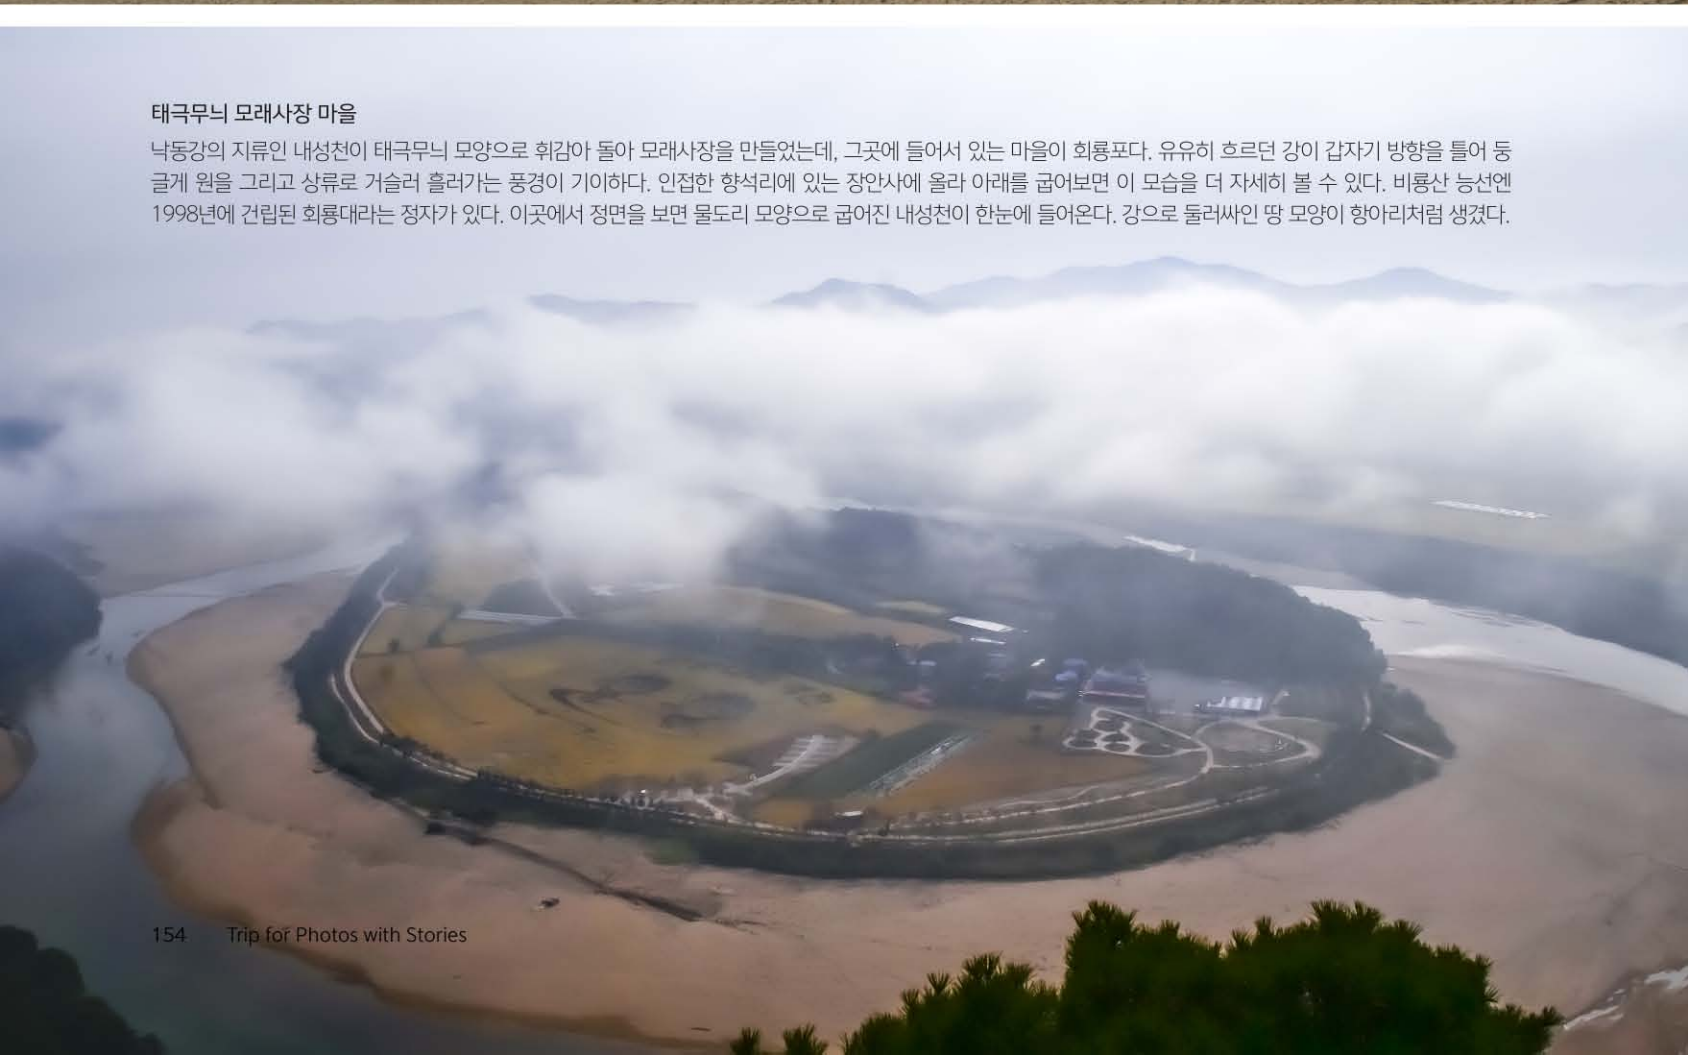 태극무늬 모래사장 마을
낙동강의 지류인 내성천이 태극무늬 모양으로 휘감아 돌아 모래사장을 만들었는데, 그곳에 들어서 있는 마을이 회룡포다. 유유히 흐르던 강이 갑자기 방향을 틀어 둥
글게 원을 그리고 상류로 거슬러 흘러가는 풍경이 기이하다. 인접한 향석리에 있는 장안사에 올라 아래를 굽어보면 이 모습을 더 자세히 볼 수 있다. 비룡산 능선엔
1998년에 건립된 회룡대라는 정자가 있다. 이곳에서 정면을 보면 물도리 모양으로 굽어진 내성천이 한눈에 들어온다. 강으로 둘러싸인 땅 모양이 항아리처럼 생겼다.
154 Trip for Photos with Stories